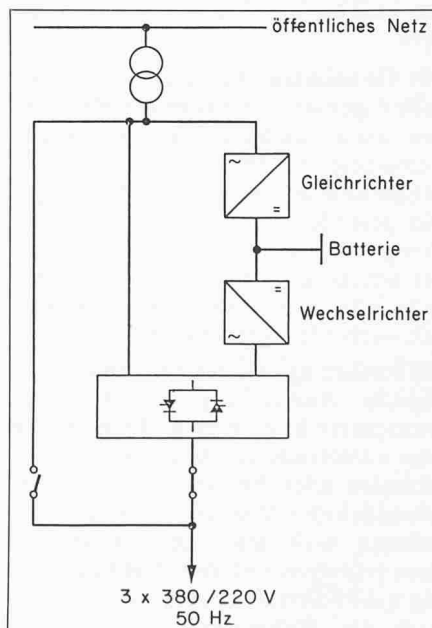 öffentliches Netz
~
Gleichrichter
=
Batterie
=
Wechselrichter
~
3 x 380 / 220 V
50 Hz